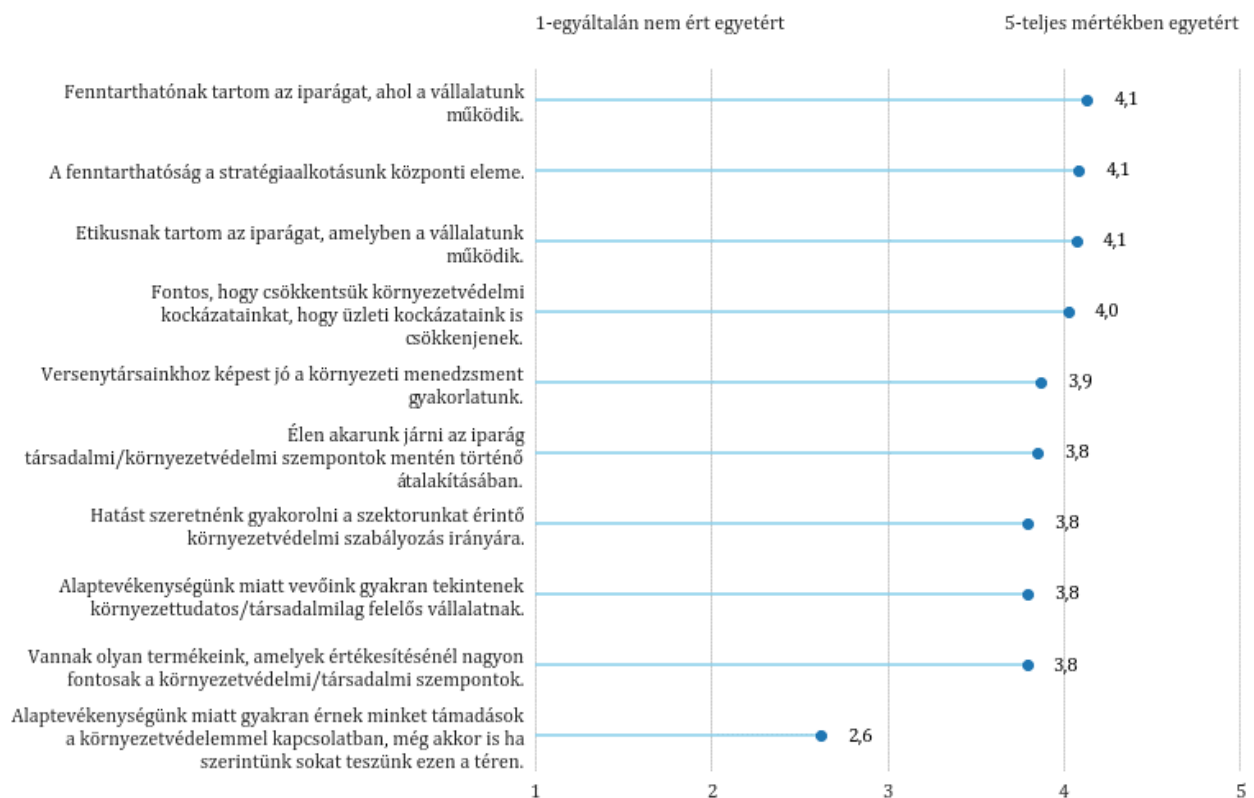 1-egyáltalán nem ért egyetért
5-teljes mértékben egyetért
Fenntarthatónak tartom az iparágat, ahol a vállalatunk
működik.
4,1
A fenntarthatóság a stratégiaalkotásunk központi eleme.
4,1
Etikusnak tartom az iparágat, amelyben a vállalatunk
működik.
4,1
Fontos, hogy csökkentsük környezetvédelmi
kockázatainkat, hogy üzleti kockázataink is
csökkenjenek.
4,0
Versenytársainkhoz képest jó a környezeti menedzsment
gyakorlatunk.
3,9
Élen akarunk járni az iparág
társadalmi/környezetvédelmi szempontok mentén történő
átalakításában.
3,8
Hatást szeretnénk gyakorolni a szektorunkat érintő
környezetvédelmi szabályozás irányára.
3,8
Alaptevékenységünk miatt vevőink gyakran tekintenek
környezettudatos/társadalmilag felelős vállalatnak.
3,8
Vannak olyan termékeink, amelyek értékesítésénél nagyon
fontosak a környezetvédelmi/társadalmi szempontok.
3,8
Alaptevékenységünk miatt gyakran érnek minket támadások
a környezetvédelemmel kapcsolatban, még akkor is ha
szerintünk sokat teszünk ezen a téren.
2,6
1 2 3 4 5